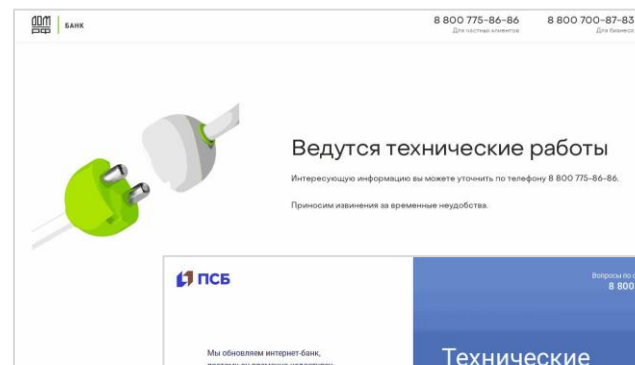 ДОМ РФ БАНК
8 800 775-86-86
Для частных клиентов
8 800 700-87-83
Для бизнеса
Ведутся технические работы
Интересующую информацию вы можете уточнить по телефону 8 800 775-86-86.
Приносим извинения за временные неудобства.
ПСБ
Вопросы по
8 800
Мы обновляем интернет-банк,
Технические